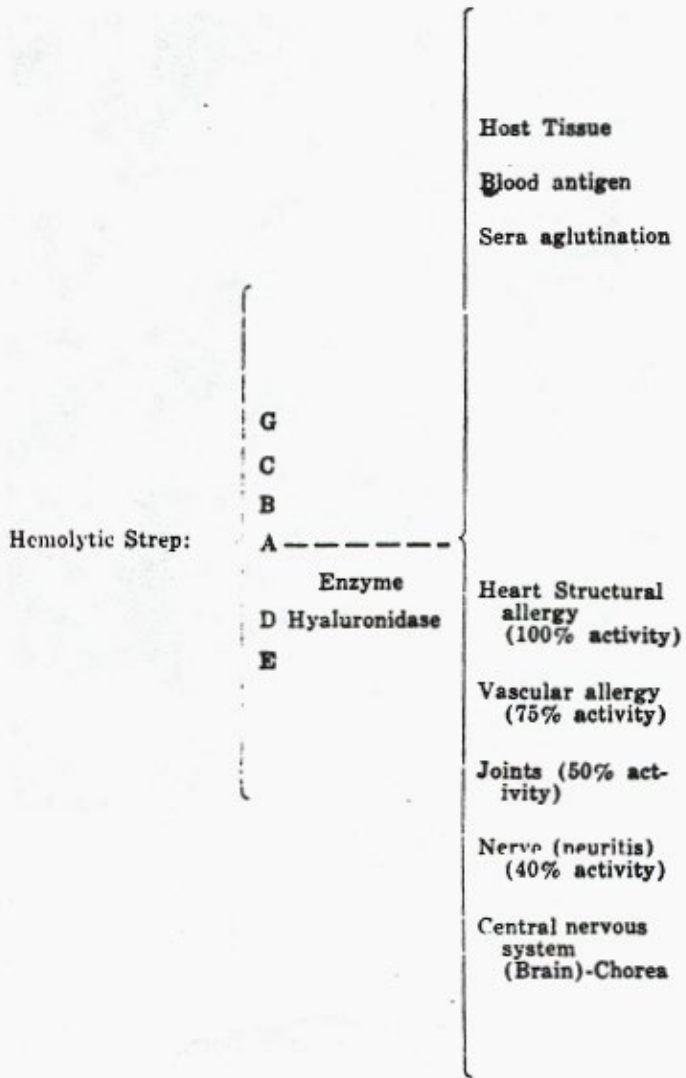 Host Tissue
Blood antigen
Sera aglutination
G
C
B
Hemolytic Strep: A
Enzyme
D Hyaluronidase
E
Heart Structural
allergy
(100% activity)
Vascular allergy
(75% activity)
Joints (50% act-
ivity)
Nerve (neuritis)
(40% activity)
Central nervous
system
(Brain)-Chorea